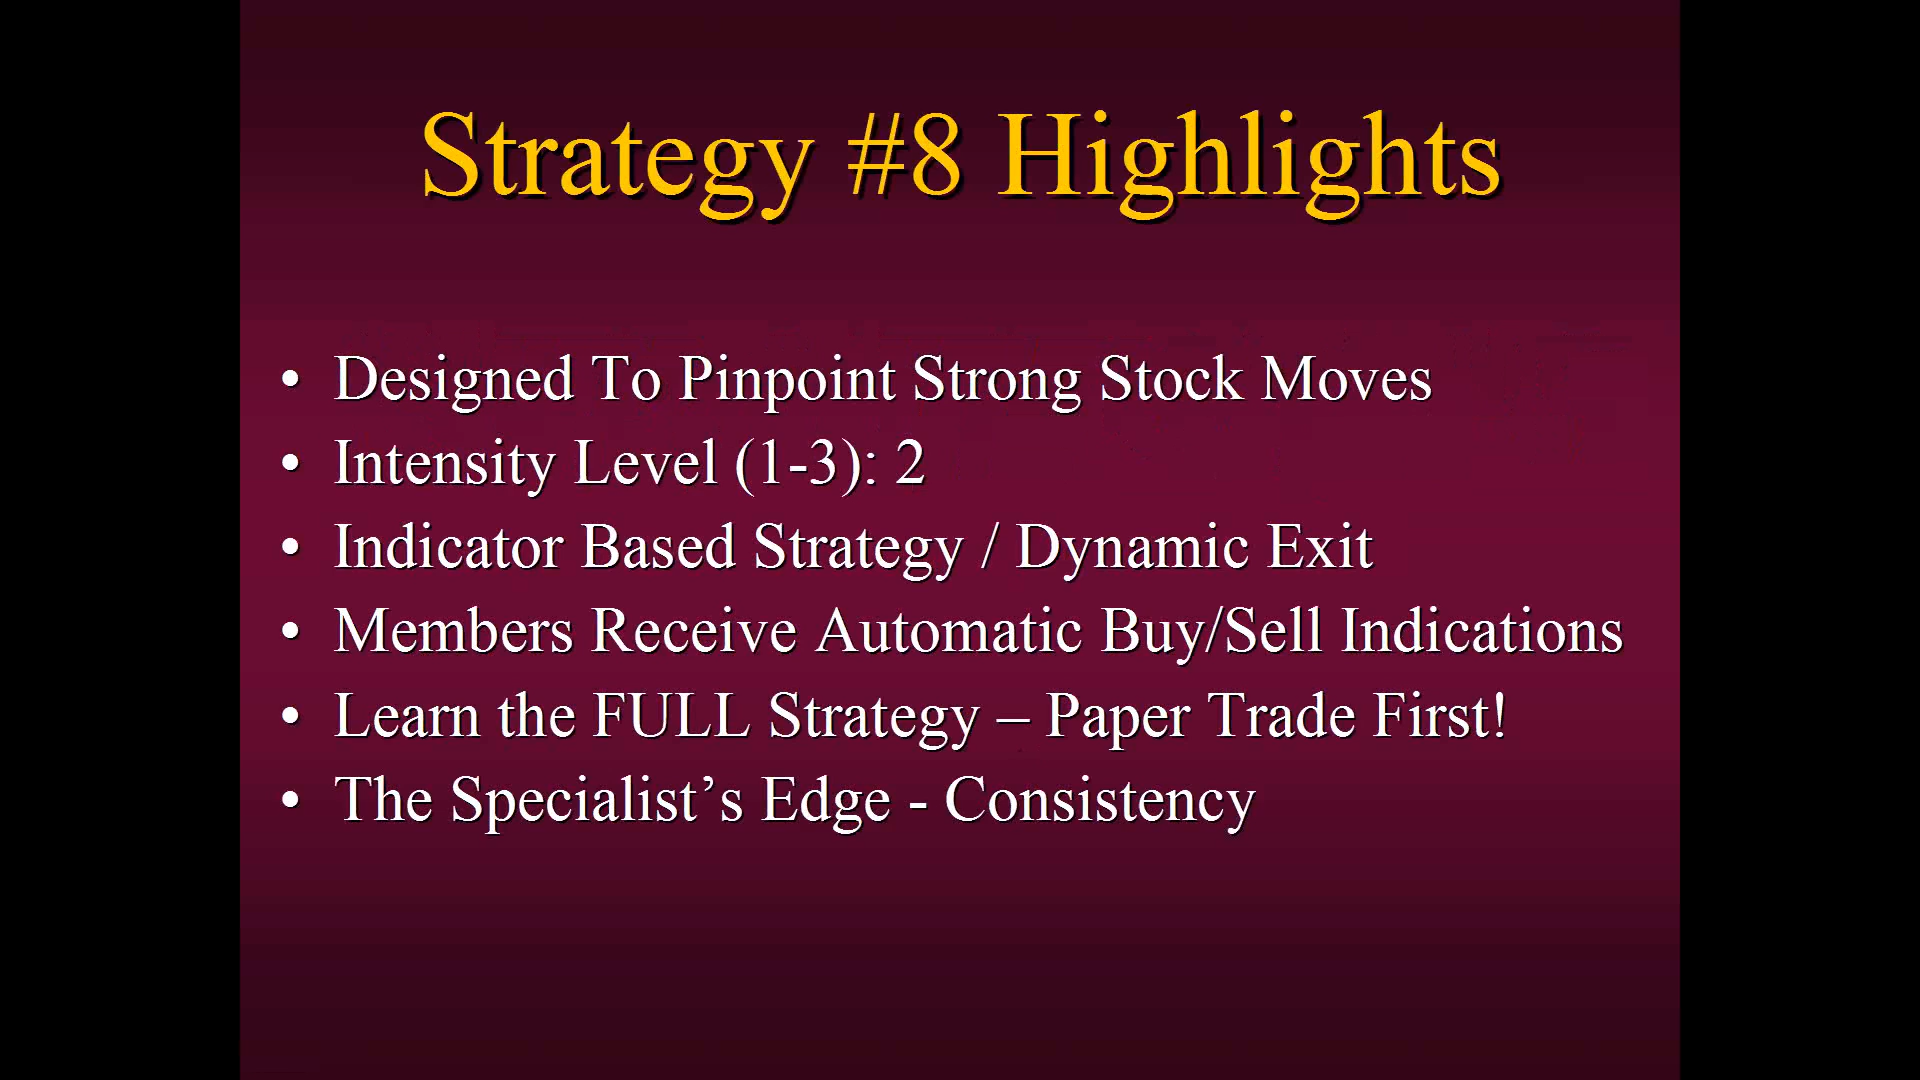 Strategy #8 Highlights
• Designed To Pinpoint Strong Stock Moves
• Intensity Level (1-3): 2
• Indicator Based Strategy / Dynamic Exit
• Members Receive Automatic Buy/Sell Indications
• Learn the FULL Strategy – Paper Trade First!
• The Specialist’s Edge - Consistency